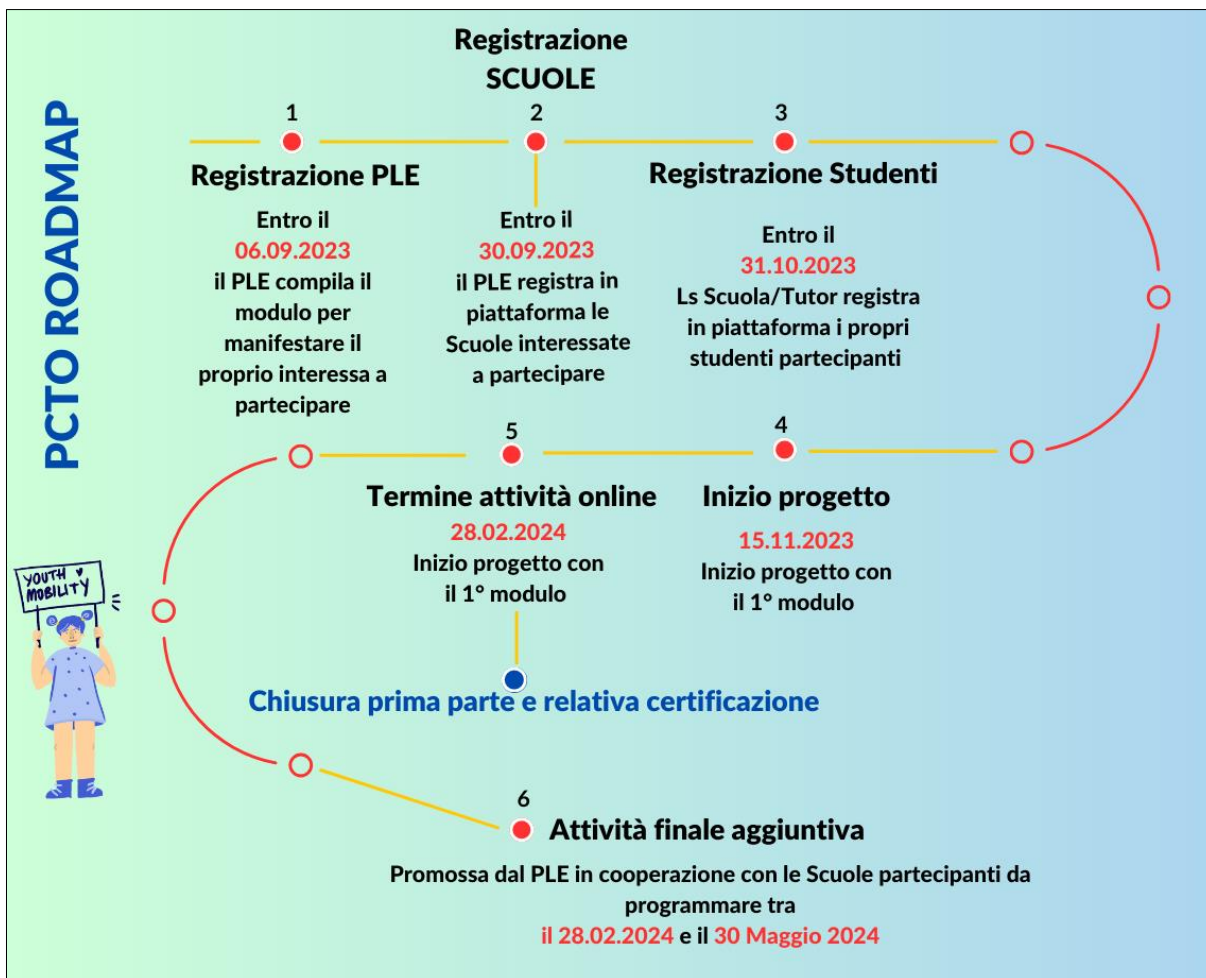 PCTO ROADMAP
Registrazione
SCUOLE
1
2
3
Registrazione PLE
Entro il
06.09.2023
il PLE compila il
modulo per
manifestare il
proprio interessa a
partecipare
Entro il
30.09.2023
il PLE registra in
piattaforma le
Scuole interessate
a partecipare
Registrazione Studenti
Entro il
31.10.2023
Ls Scuola/Tutor registra
in piattaforma i propri
studenti partecipanti
4
Inizio progetto
15.11.2023
Inizio progetto con
il 1° modulo
5
Termine attività online
28.02.2024
Inizio progetto con
il 1° modulo
Chiusura prima parte e relativa certificazione
YOUTH
MOBILITY
6
Attività finale aggiuntiva
Promossa dal PLE in cooperazione con le Scuole partecipanti da
programmare tra
il 28.02.2024 e il 30 Maggio 2024